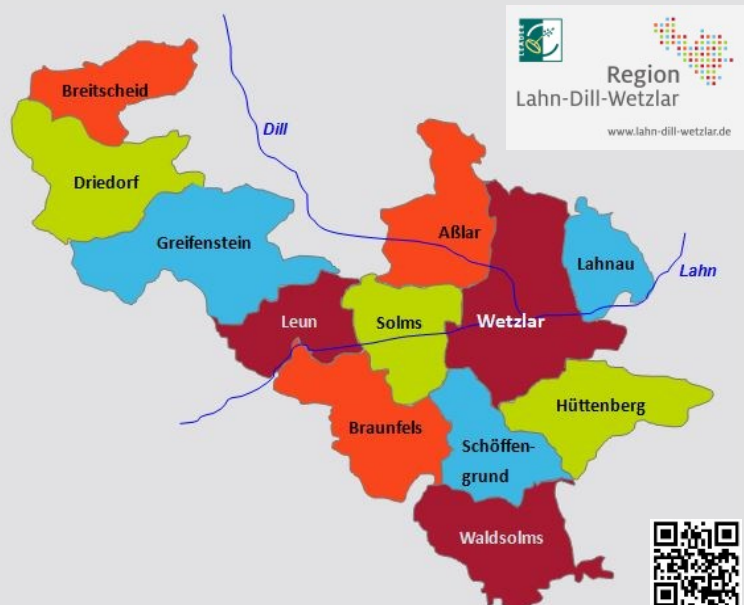 LEADER
Region
Lahn-Dill-Wetzlar
www.lahn-dill-wetzlar.de
Breitscheid
Dill
Driedorf
Aßlar
Greifenstein
Lahnau
Lahn
Leun
Solms
Wetzlar
Hüttenberg
Braunfels
Schöffen-
grund
Waldsolms